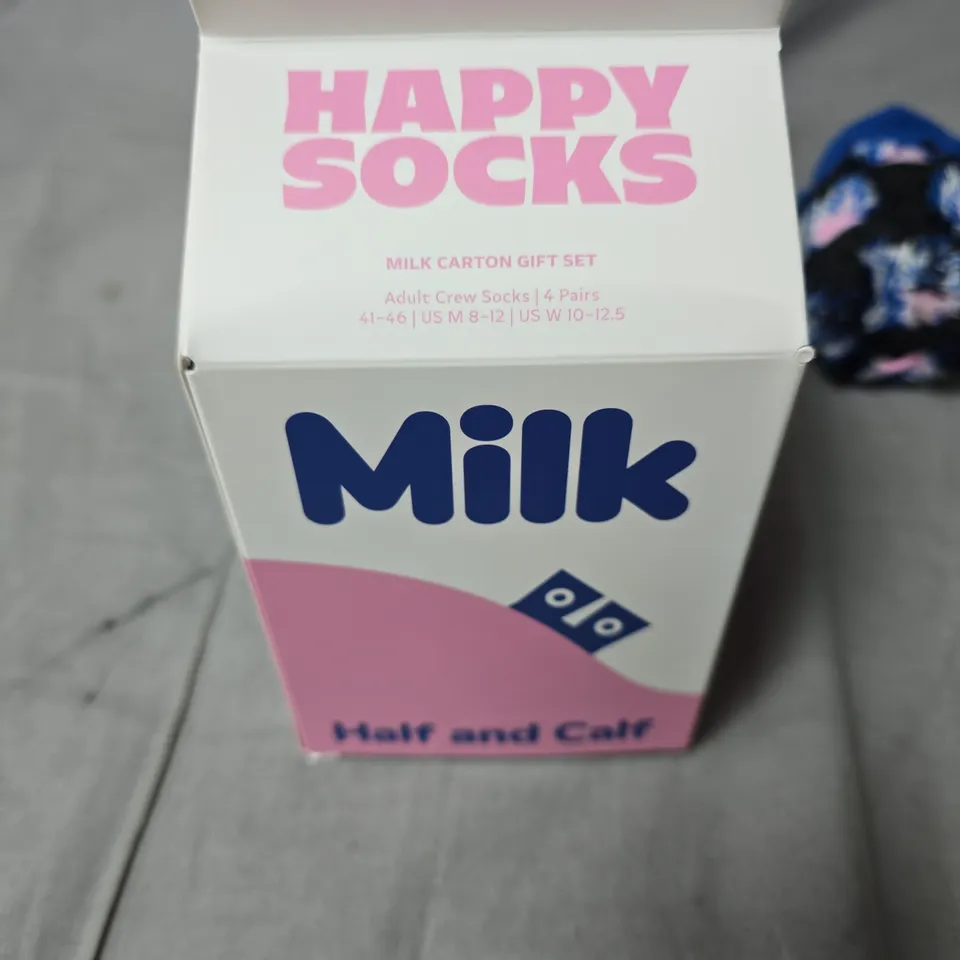 HAPPY
SOCKS
MILK CARTON GIFT SET
Adult Crew Socks | 4 Pairs
41-46 | US M 8-12 | US W 10-12.5
Milk
%
Half and Calf